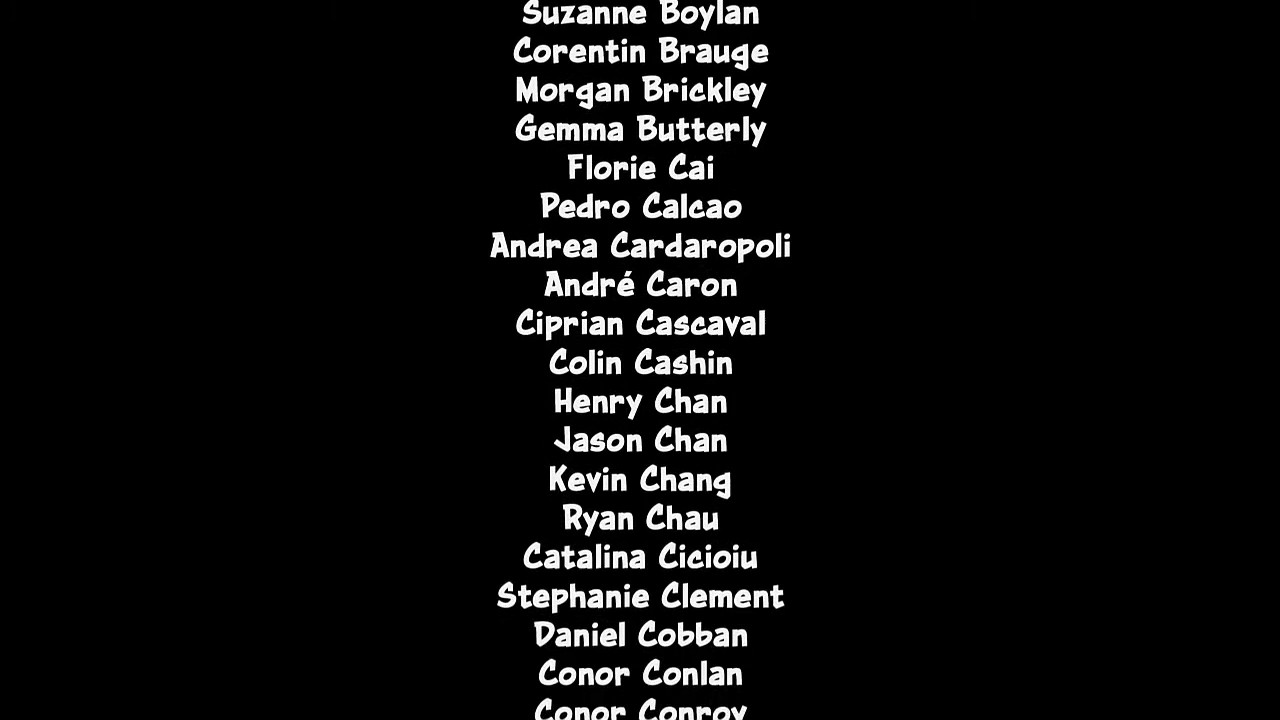 Suzanne Boylan
Corentin Brauge
Morgan Brickley
Gemma Butterly
Florie Cai
Pedro Calcao
Andrea Cardaropoli
André Caron
Ciprian Cascaval
Colin Cashin
Henry Chan
Jason Chan
Kevin Chang
Ryan Chau
Catalina Cicioiu
Stephanie Clement
Daniel Cobban
Conor Conlan
Conor Conroy